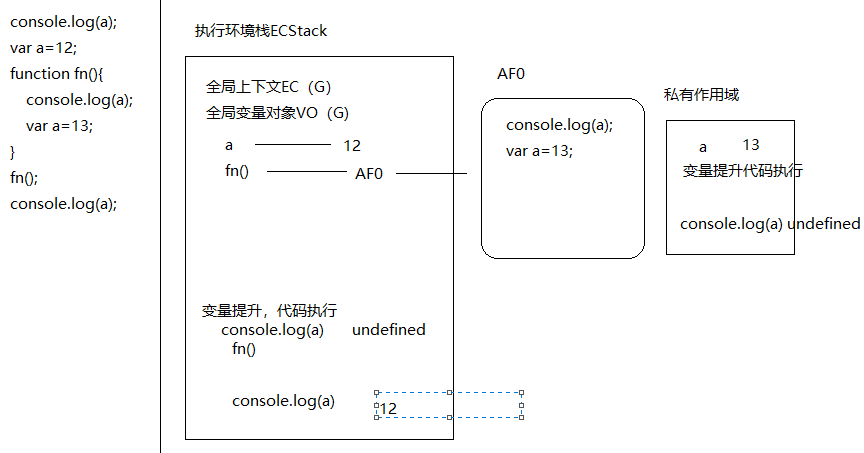 console.log(a);
var a=12;
function fn(){
console.log(a);
var a=13;
}
fn();
console.log(a);
执行环境栈ECStack
全局上下文EC（G）
全局变量对象VO（G）
a 12
fn() AF0
变量提升，代码执行
console.log(a) undefined
fn()
console.log(a) 12
AF0
console.log(a);
var a=13;
私有作用域
a 13
变量提升代码执行
console.log(a) undefined